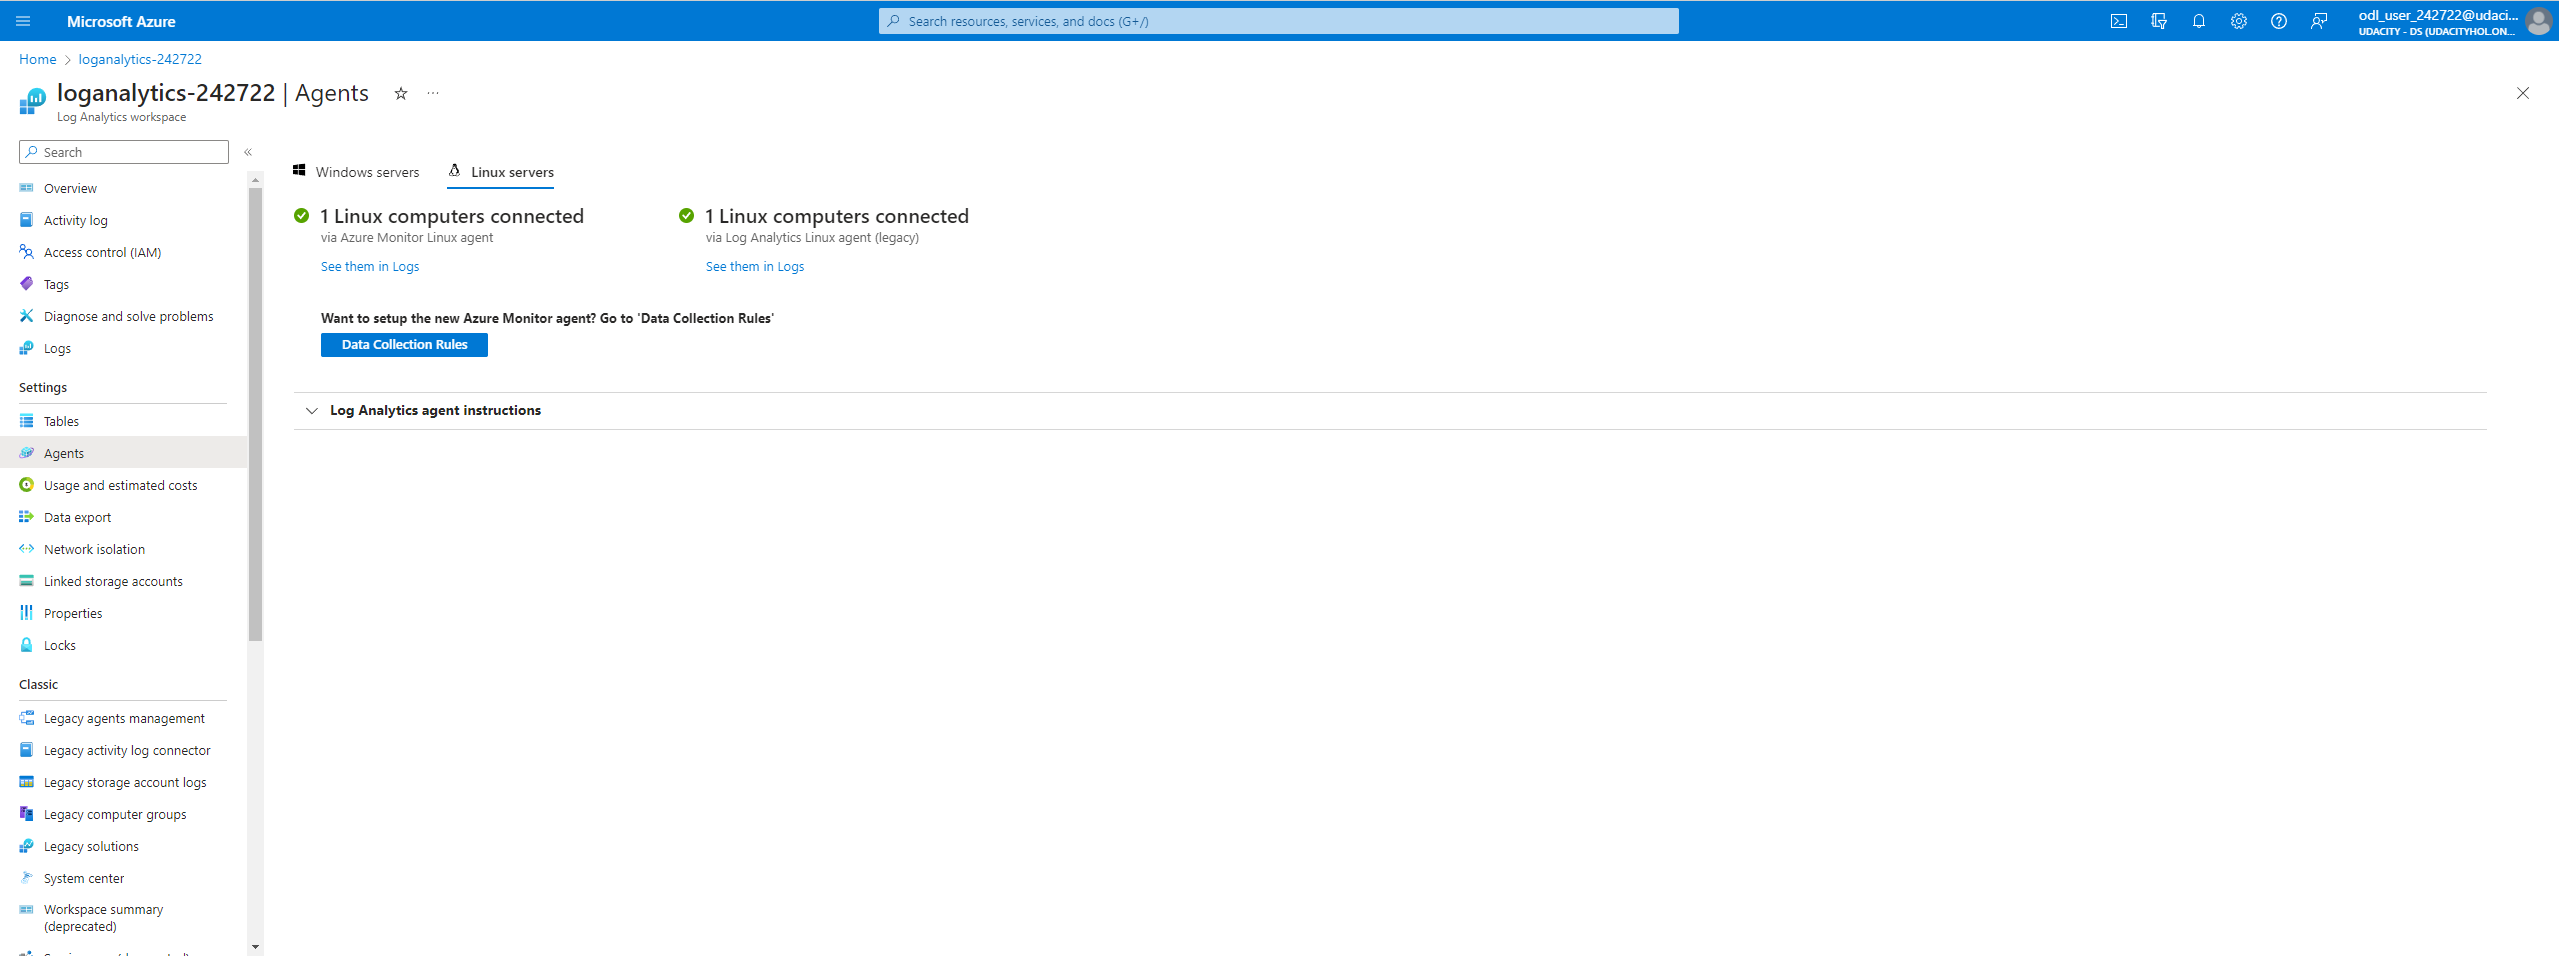 Microsoft Azure
Search resources, services, and docs (G+/)
odl_user_242722@udaci...
UDACITY - DS (UDACITYHOL.ON...
Home > loganalytics-242722
loganalytics-242722 | Agents
Log Analytics workspace
Search
Overview
Activity log
Access control (IAM)
Tags
Diagnose and solve problems
Logs
Settings
Tables
Agents
Usage and estimated costs
Data export
Network isolation
Linked storage accounts
Properties
Locks
Classic
Legacy agents management
Legacy activity log connector
Legacy storage account logs
Legacy computer groups
Legacy solutions
System center
Workspace summary
(deprecated)
Windows servers
Linux servers
1 Linux computers connected
via Azure Monitor Linux agent
See them in Logs
1 Linux computers connected
via Log Analytics Linux agent (legacy)
See them in Logs
Want to setup the new Azure Monitor agent? Go to 'Data Collection Rules'
Data Collection Rules
Log Analytics agent instructions